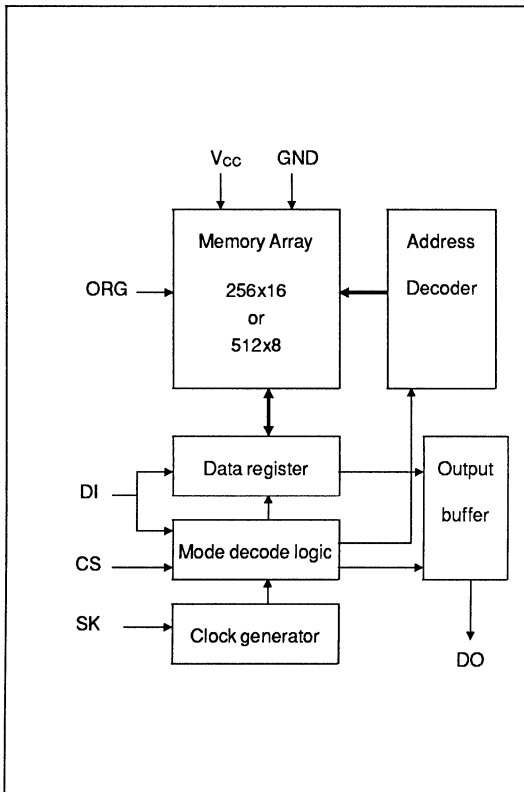 Vcc GND
Memory Array
256x16
or
512x8
Address
Decoder
ORG
Data register
Output
buffer
DI
Mode decode logic
CS
SK
Clock generator
DO